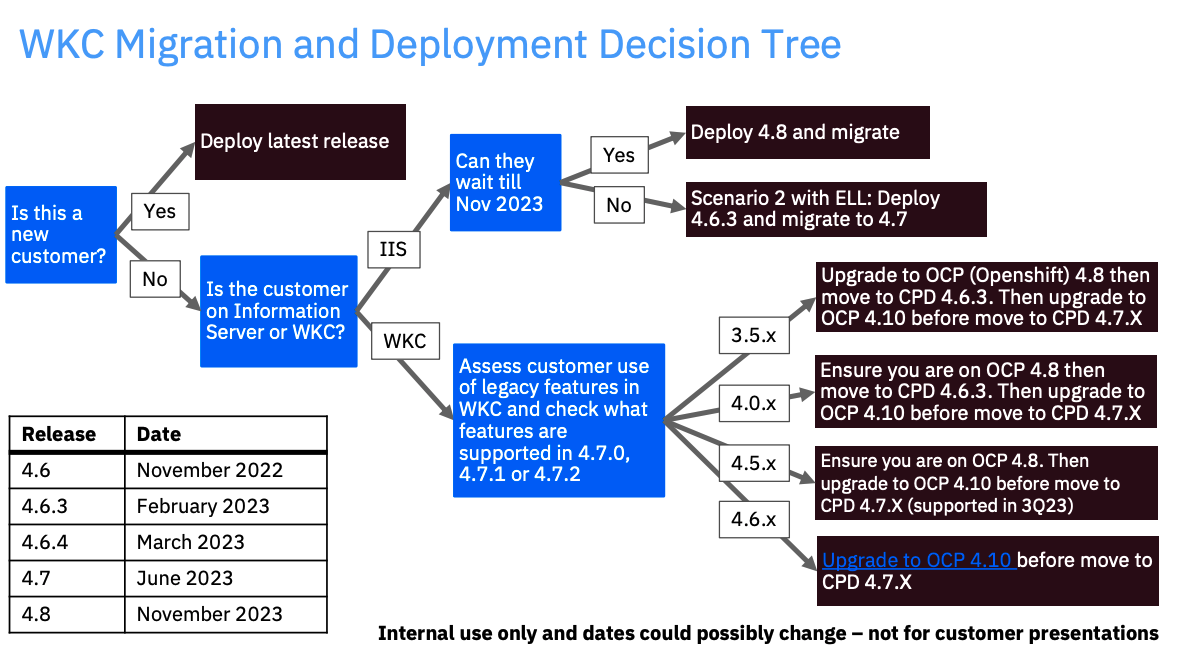 WKC Migration and Deployment Decision Tree
Is this a
new
customer?
Yes
No
Deploy latest release
Is the customer
on Information
Server or WKC?
IIS
WKC
Can they
wait till
Nov 2023
Yes
No
Deploy 4.8 and migrate
Scenario 2 with ELL: Deploy
4.6.3 and migrate to 4.7
Assess customer use
of legacy features in
WKC and check what
features are
supported in 4.7.0,
4.7.1 or 4.7.2
3.5.x
Upgrade to OCP (Openshift) 4.8 then
move to CPD 4.6.3. Then upgrade to
OCP 4.10 before move to CPD 4.7.X
4.0.x
Ensure you are on OCP 4.8 then
move to CPD 4.6.3. Then upgrade to
OCP 4.10 before move to CPD 4.7.X
4.5.x
Ensure you are on OCP 4.8. Then
upgrade to OCP 4.10 before move to
CPD 4.7.X (supported in 3Q23)
4.6.x
Upgrade to OCP 4.10 before move to
CPD 4.7.X
Release Date
4.6 November 2022
4.6.3 February 2023
4.6.4 March 2023
4.7 June 2023
4.8 November 2023
Internal use only and dates could possibly change – not for customer presentations